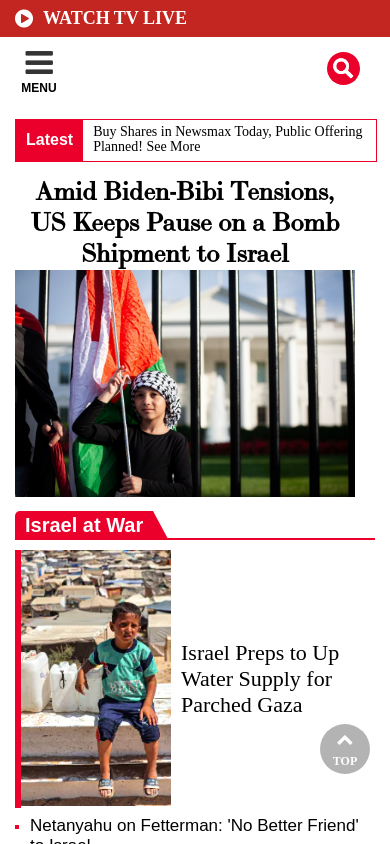 WATCH TV LIVE
MENU
Latest
Buy Shares in Newsmax Today, Public Offering
Planned! See More
Amid Biden-Bibi Tensions,
US Keeps Pause on a Bomb
Shipment to Israel
Israel at War
Israel Preps to Up
Water Supply for
Parched Gaza
TOP
Netanyahu on Fetterman: 'No Better Friend'
to Israel